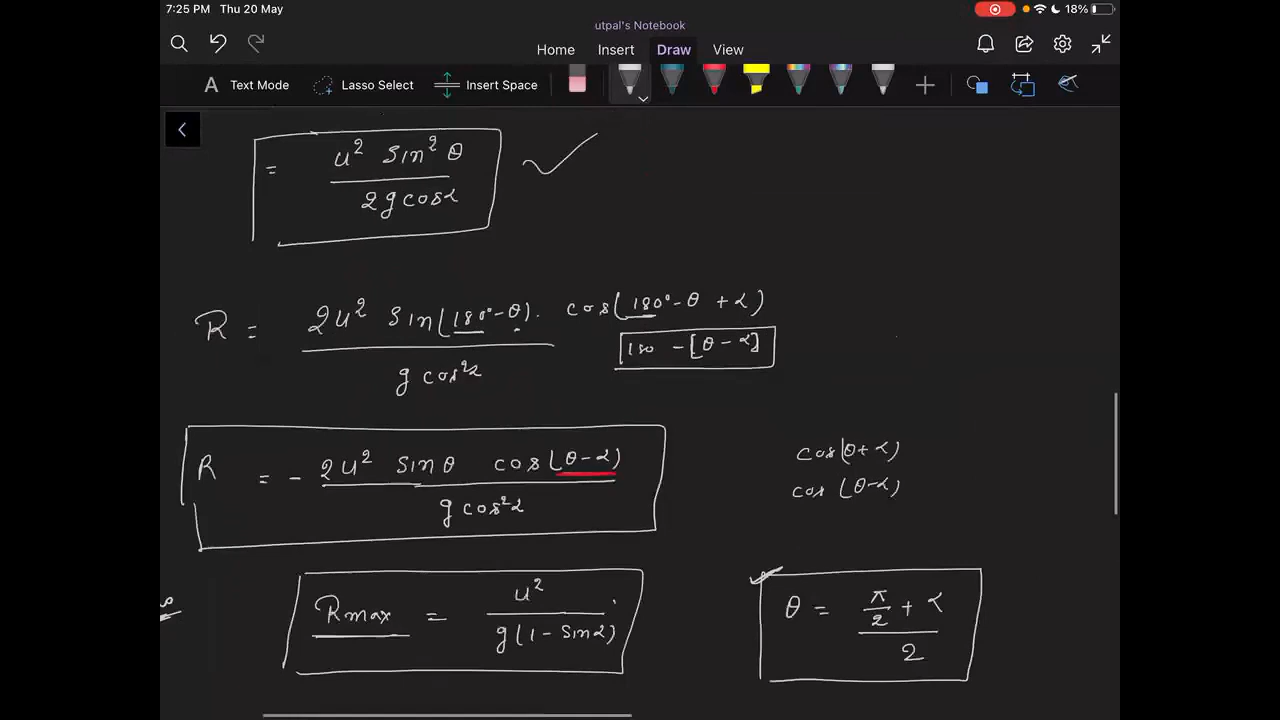 7:25 PM Thu 20 May 18%
utpal's Notebook
Home Insert Draw View
A Text Mode Lasso Select Insert Space
= u² sin² θ / 2g cosα
R = 2u² sin(180°-θ). cos(180°-θ+α) / g cos²α
180 - [θ-α]
R = - 2u² sinθ cos(θ-α) / g cos²α
cos(θ+α)
cos(θ-α)
Rmax = u² / g(1-sinα)
θ = π/2 + α / 2